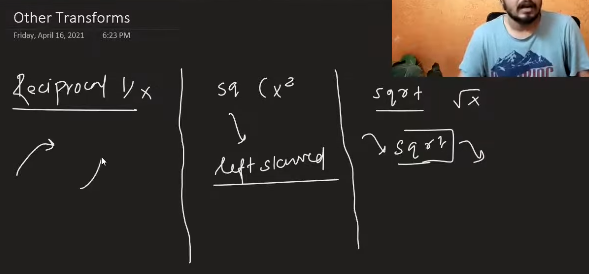 Other Transforms
Friday, April 16, 2021 6:23 PM
Reciprocal 1/x
sq (x²
left skewed
sqrt √x
sqrt